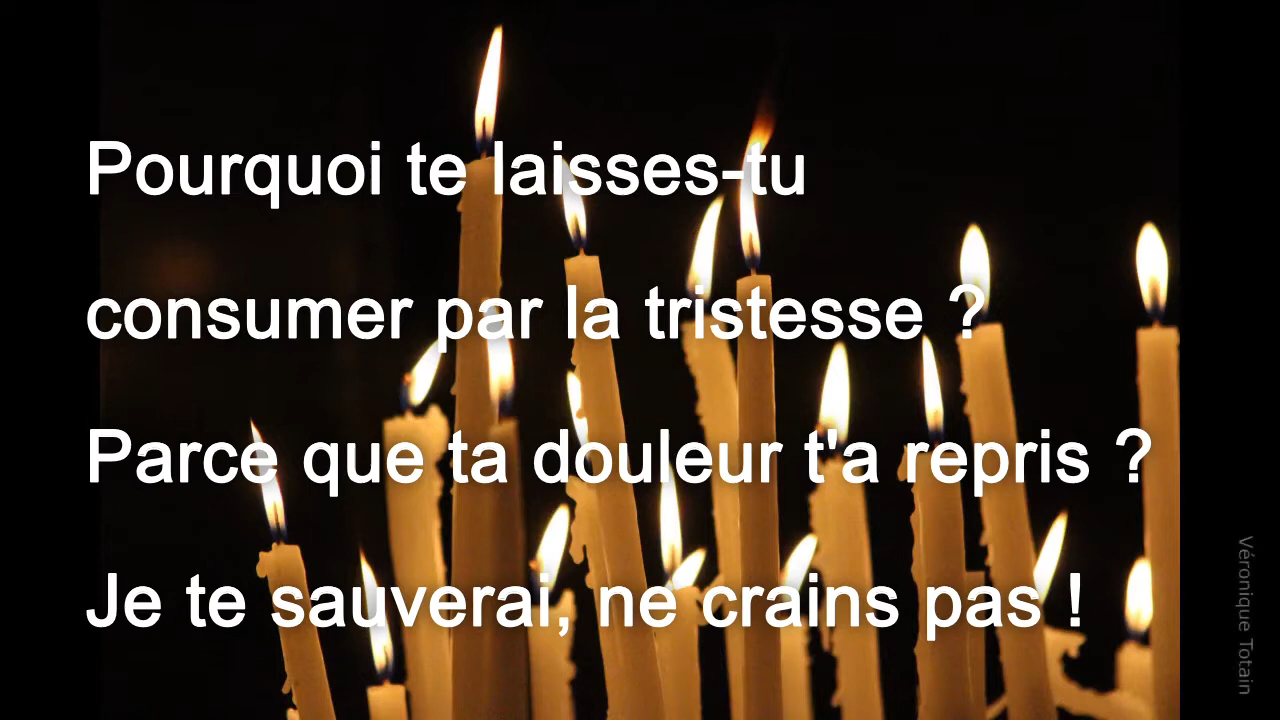 Pourquoi te laisses-tu
consumer par la tristesse ?
Parce que ta douleur t'a repris ?
Je te sauverai, ne crains pas !
Véronique Totain